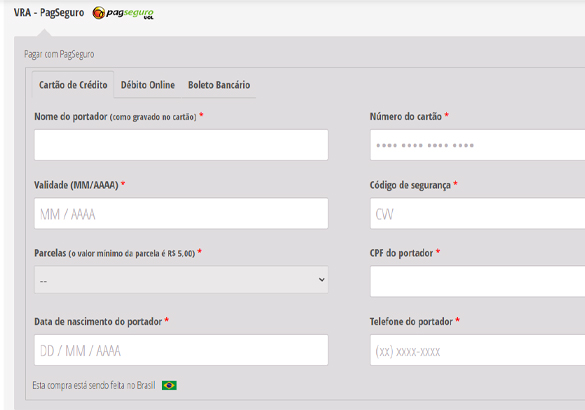 VRA - PagSeguro pagseguro UOL
Pagar com PagSeguro
Cartão de Crédito Débito Online Boleto Bancário
Nome do portador (como gravado no cartão) * Número do cartão *
•••• •••• •••• ••••
Validade (MM/AAAA) * Código de segurança *
MM / AAAA CVV
Parcelas (o valor mínimo da parcela é R$ 5,00) * CPF do portador *
--
Data de nascimento do portador * Telefone do portador *
DD / MM / AAAA (xx) xxxx-xxxx
Esta compra está sendo feita no Brasil